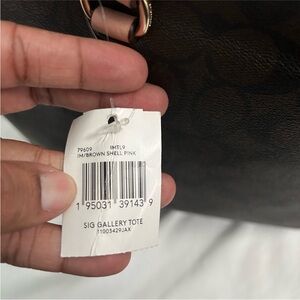 79609 IMTL9
IM/BROWN SHELL PINK
1 95031 39143 9
SIG GALLERY TOTE
11003429JAX